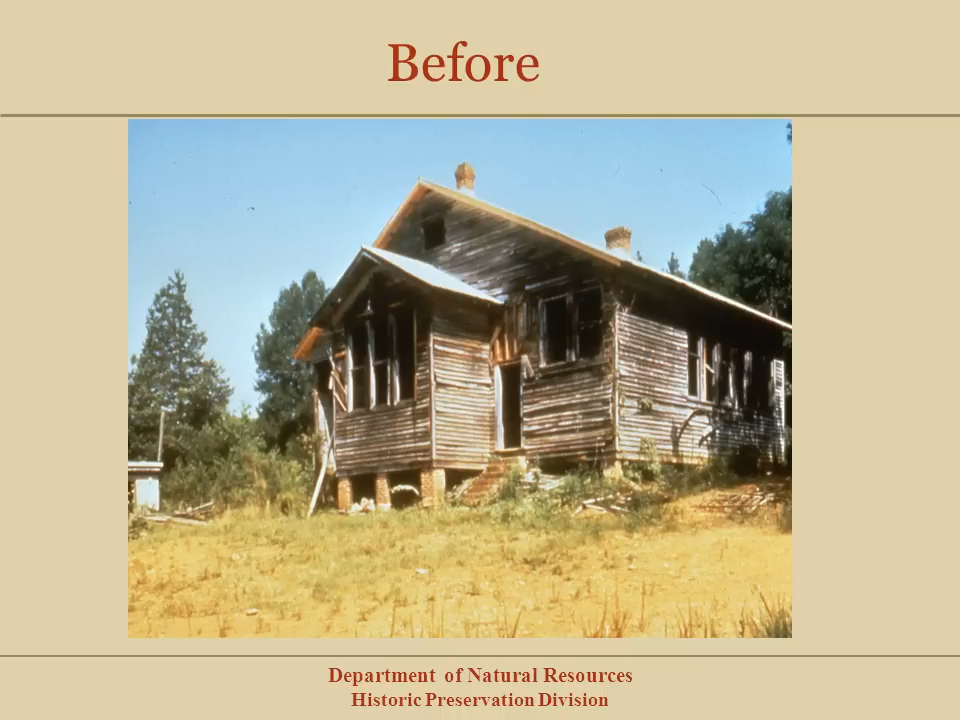 Before
Department of Natural Resources
Historic Preservation Division